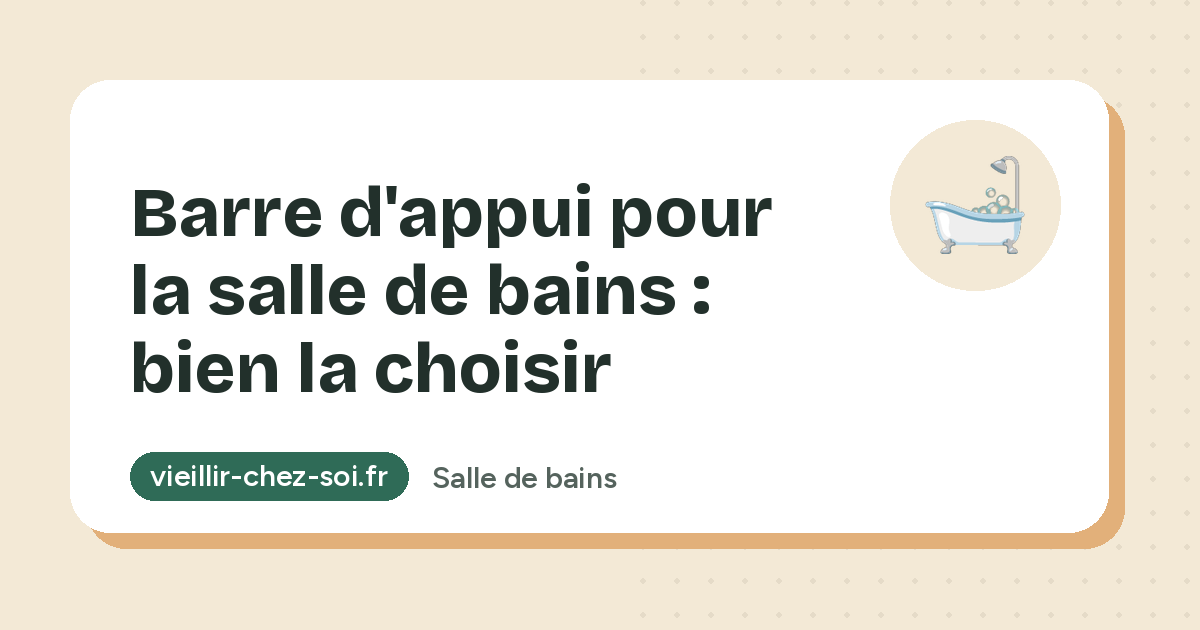 Barre d'appui pour
la salle de bains :
bien la choisir
vieillir-chez-soi.fr
Salle de bains